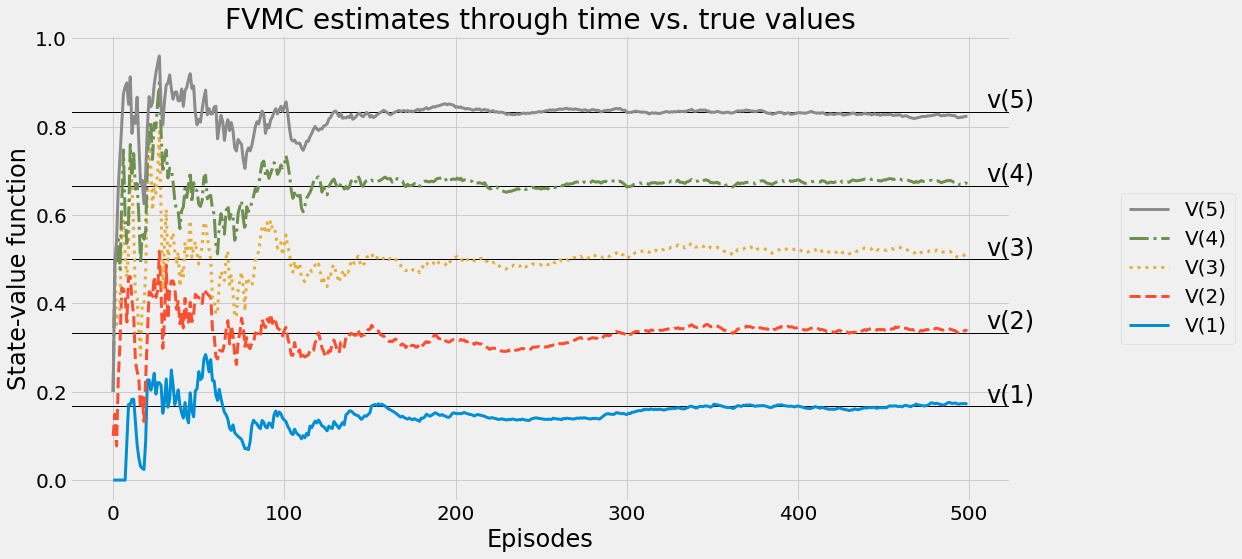 FVMC estimates through time vs. true values
1.0
0.8
0.6
0.4
0.2
0.0
State-value function
0 100 200 300 400 500
Episodes
v(5)
v(4)
v(3)
v(2)
v(1)
V(5)
V(4)
V(3)
V(2)
V(1)